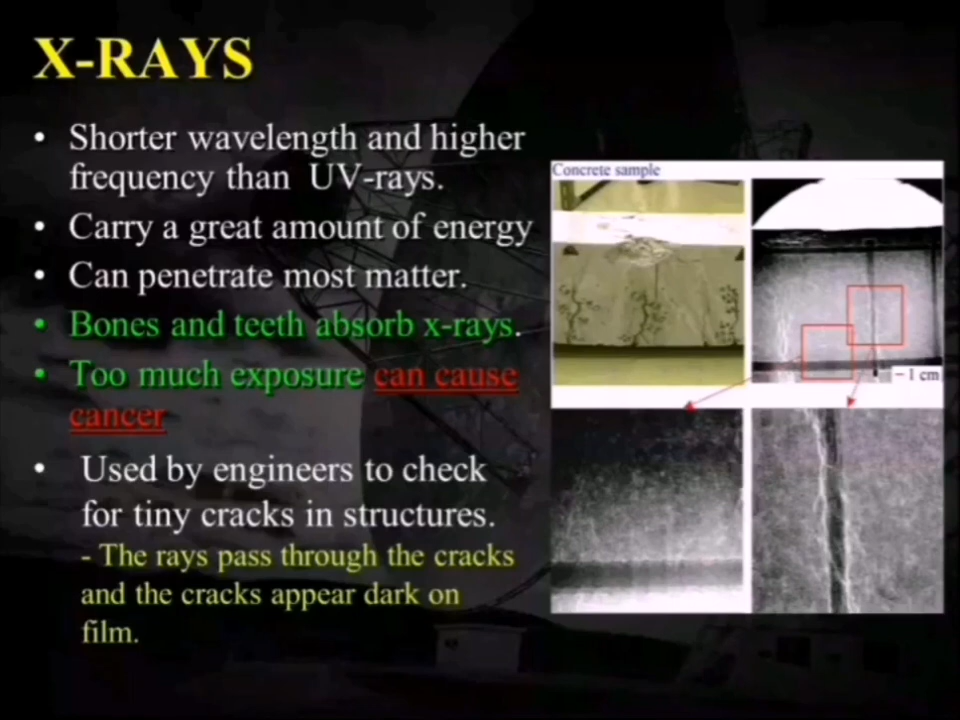 X-RAYS
• Shorter wavelength and higher
frequency than UV-rays.
• Carry a great amount of energy
• Can penetrate most matter.
• Bones and teeth absorb x-rays.
• Too much exposure can cause
cancer
• Used by engineers to check
for tiny cracks in structures.
- The rays pass through the cracks
and the cracks appear dark on
film.
Concrete sample
~ 1 cm